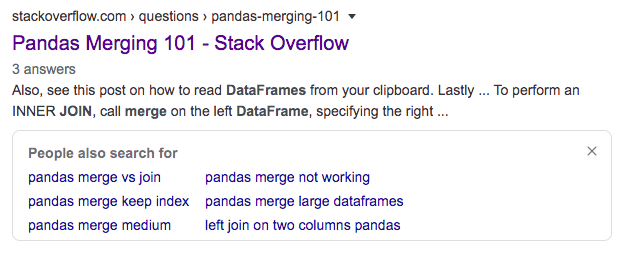 stackoverflow.com › questions › pandas-merging-101
Pandas Merging 101 - Stack Overflow
3 answers
Also, see this post on how to read DataFrames from your clipboard. Lastly ... To perform an
INNER JOIN, call merge on the left DataFrame, specifying the right ...
People also search for
pandas merge vs join pandas merge not working
pandas merge keep index pandas merge large dataframes
pandas merge medium left join on two columns pandas